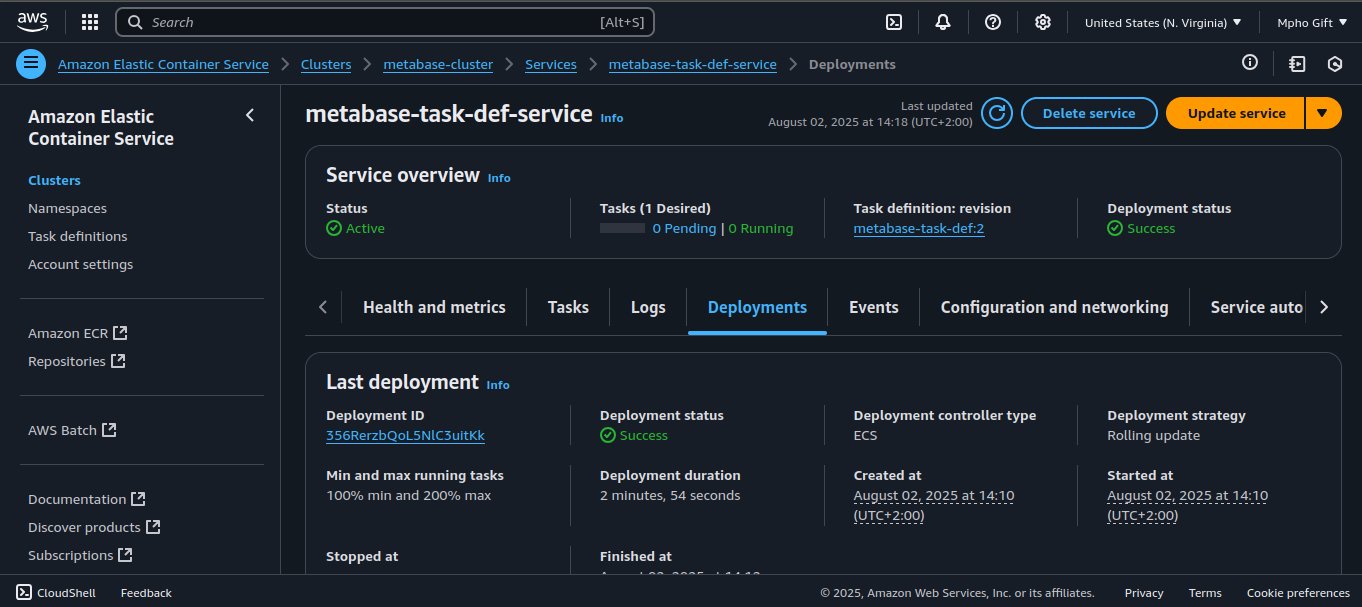 aws
Search [Alt+S]
United States (N. Virginia)
Mpho Gift
Amazon Elastic Container Service
Clusters
metabase-cluster
Services
metabase-task-def-service
Deployments
Amazon Elastic
Container Service
Clusters
Namespaces
Task definitions
Account settings
Amazon ECR
Repositories
AWS Batch
Documentation
Discover products
Subscriptions
metabase-task-def-service Info
Last updated
August 02, 2025 at 14:18 (UTC+2:00)
Delete service
Update service
Service overview Info
Status
Active
Tasks (1 Desired)
0 Pending | 0 Running
Task definition: revision
metabase-task-def:2
Deployment status
Success
Health and metrics
Tasks
Logs
Deployments
Events
Configuration and networking
Service auto
Last deployment Info
Deployment ID
356RerzbQoL5NlC3uitKk
Deployment status
Success
Deployment controller type
ECS
Deployment strategy
Rolling update
Min and max running tasks
100% min and 200% max
Deployment duration
2 minutes, 54 seconds
Created at
August 02, 2025 at 14:10
(UTC+2:00)
Started at
August 02, 2025 at 14:10
(UTC+2:00)
Stopped at
Finished at
CloudShell
Feedback
© 2025, Amazon Web Services, Inc. or its affiliates.
Privacy
Terms
Cookie preferences